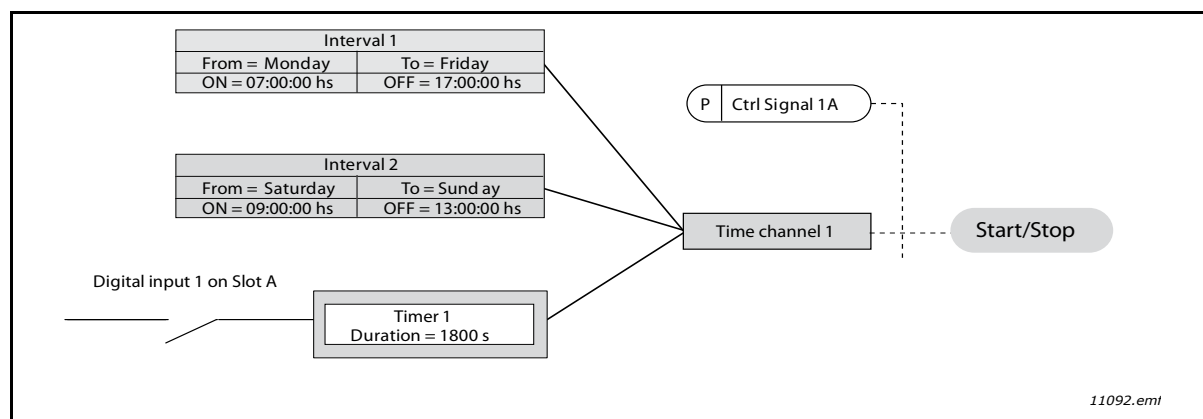 Interval 1
From = Monday To = Friday
ON = 07:00:00 hs OFF = 17:00:00 hs
P Ctrl Signal 1A
Interval 2
From = Saturday To = Sund ay
ON = 09:00:00 hs OFF = 13:00:00 hs
Time channel 1
Start/Stop
Digital input 1 on Slot A
Timer 1
Duration = 1800 s
11092.emf